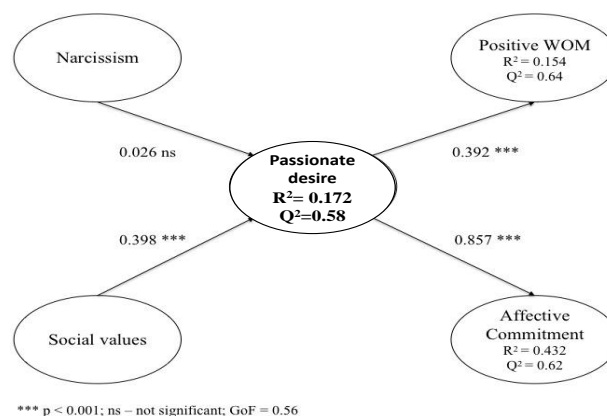 Narcissism
Positive WOM
R² = 0.154
Q² = 0.64
0.026 ns
Passionate
desire
R²= 0.172
Q²=0.58
0.392 ***
0.398 ***
0.857 ***
Social values
Affective
Commitment
R² = 0.432
Q² = 0.62
*** p < 0.001; ns – not significant; GoF = 0.56